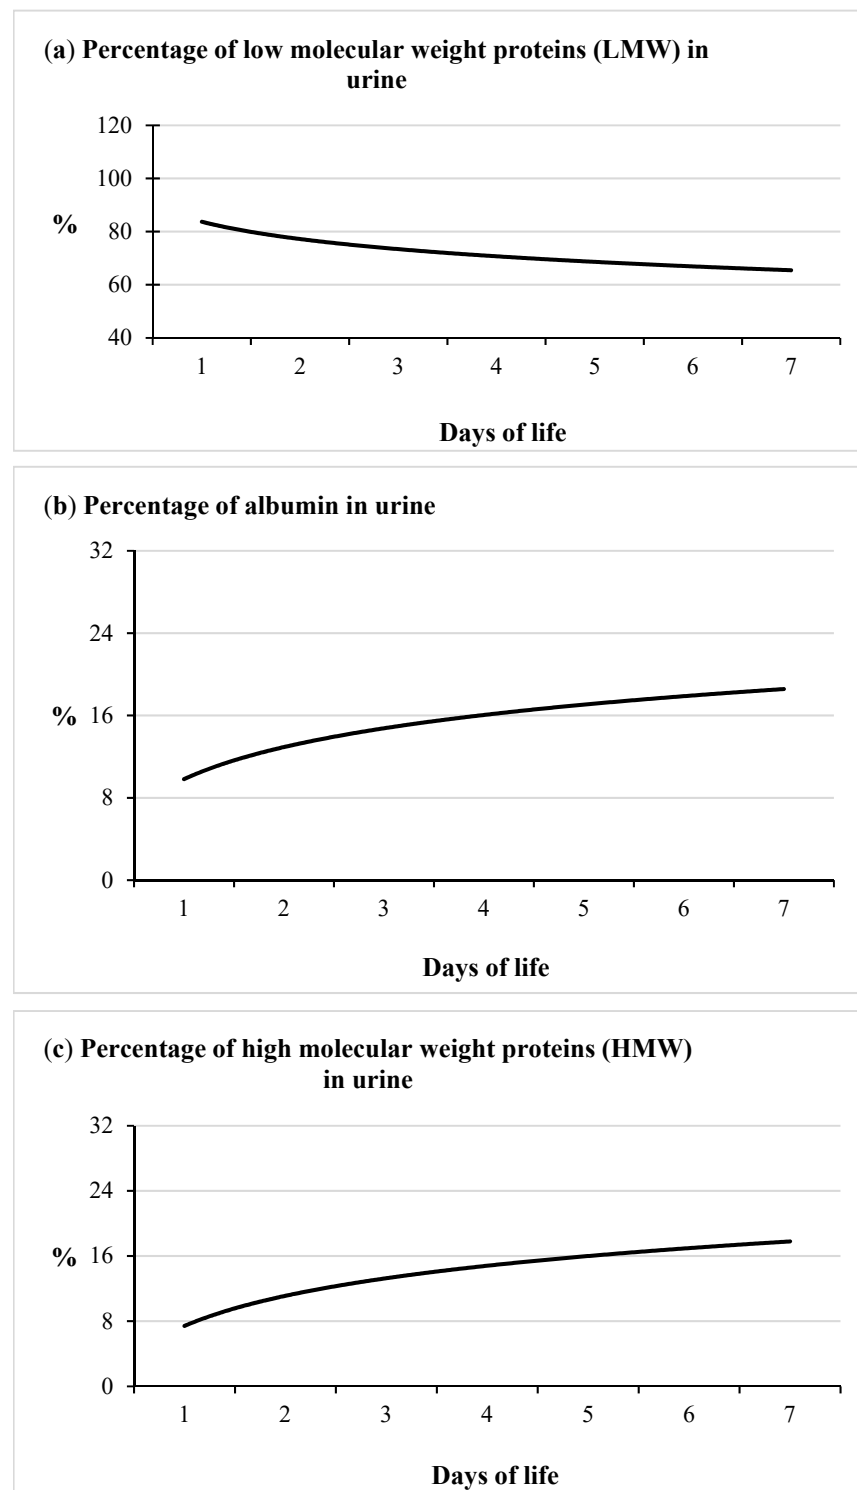 (a) Percentage of low molecular weight proteins (LMW) in
urine
120
100
%
80
60
40
1 2 3 4 5 6 7
Days of life
(b) Percentage of albumin in urine
32
24
% 16
8
0
1 2 3 4 5 6 7
Days of life
(c) Percentage of high molecular weight proteins (HMW)
in urine
32
24
% 16
8
0
1 2 3 4 5 6 7
Days of life